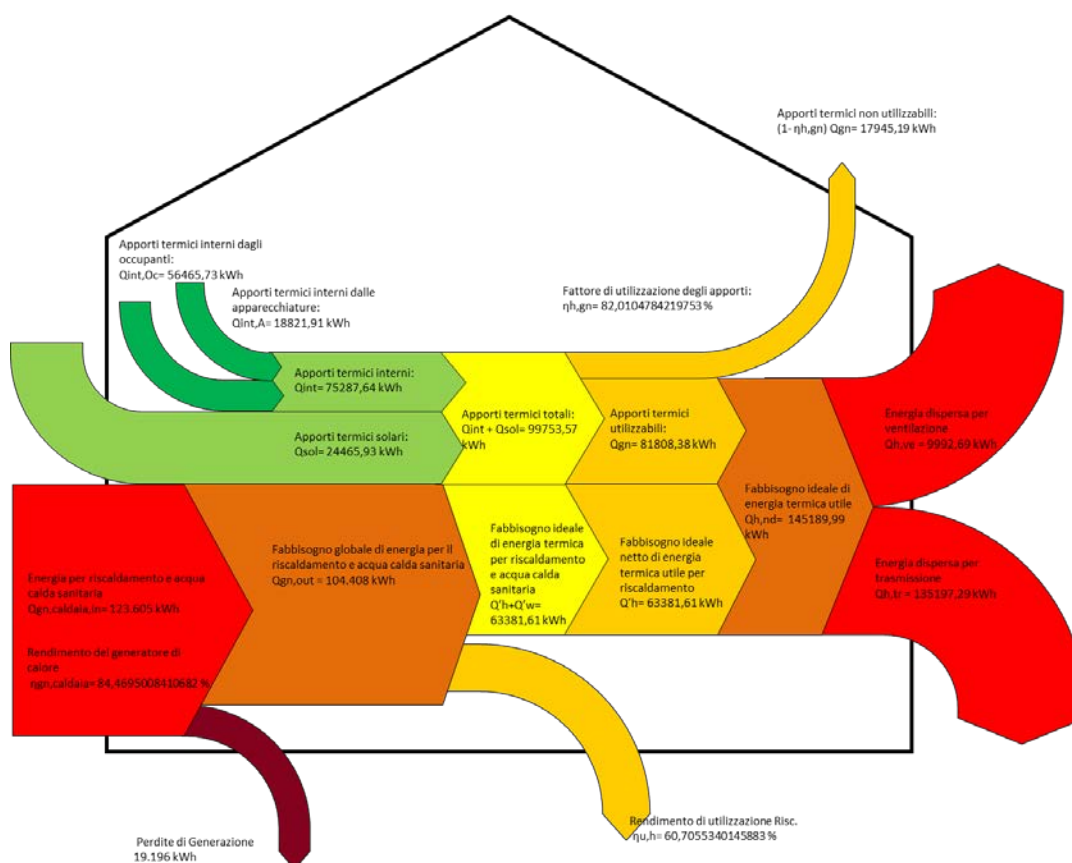 Apporti termici non utilizzabili:
(1- ηh,gn) Qgn= 17945,19 kWh
Apporti termici interni dagli
occupanti:
Qint,Oc= 56465,73 kWh
Apporti termici interni dalle
apparecchiature:
Qint,A= 18821,91 kWh
Fattore di utilizzazione degli apporti:
ηh,gn= 82,0104784219753 %
Apporti termici interni:
Qint= 75287,64 kWh
Apporti termici solari:
Qsol= 24465,93 kWh
Apporti termici totali:
Qint + Qsol= 99753,57
kWh
Apporti termici
utilizzabili:
Qgn= 81808,38 kWh
Energia dispersa per
ventilazione
Qh,ve= 9992,69 kWh
Fabbisogno ideale di
energia termica utile
Qh,nd= 145189,99
kWh
Energia per riscaldamento e acqua
calda sanitaria
Qgn,caldaia,in= 123.605 kWh
Rendimento del generatore di
calore
ηgn,caldaia= 84,4695008410682 %
Fabbisogno globale di energia per il
riscaldamento e acqua calda sanitaria
Qgn,out = 104.408 kWh
Fabbisogno ideale
di energia termica
per riscaldamento
e acqua calda
sanitaria
Q'h+Q'w=
63381,61 kWh
Fabbisogno ideale
netto di energia
termica utile per
riscaldamento
Q'h= 63381,61 kWh
Energia dispersa per
trasmissione
Qh,tr = 135197,29 kWh
Perdite di Generazione
19.196 kWh
Rendimento di utilizzazione Risc.
ηu,h= 60,7055340145883 %